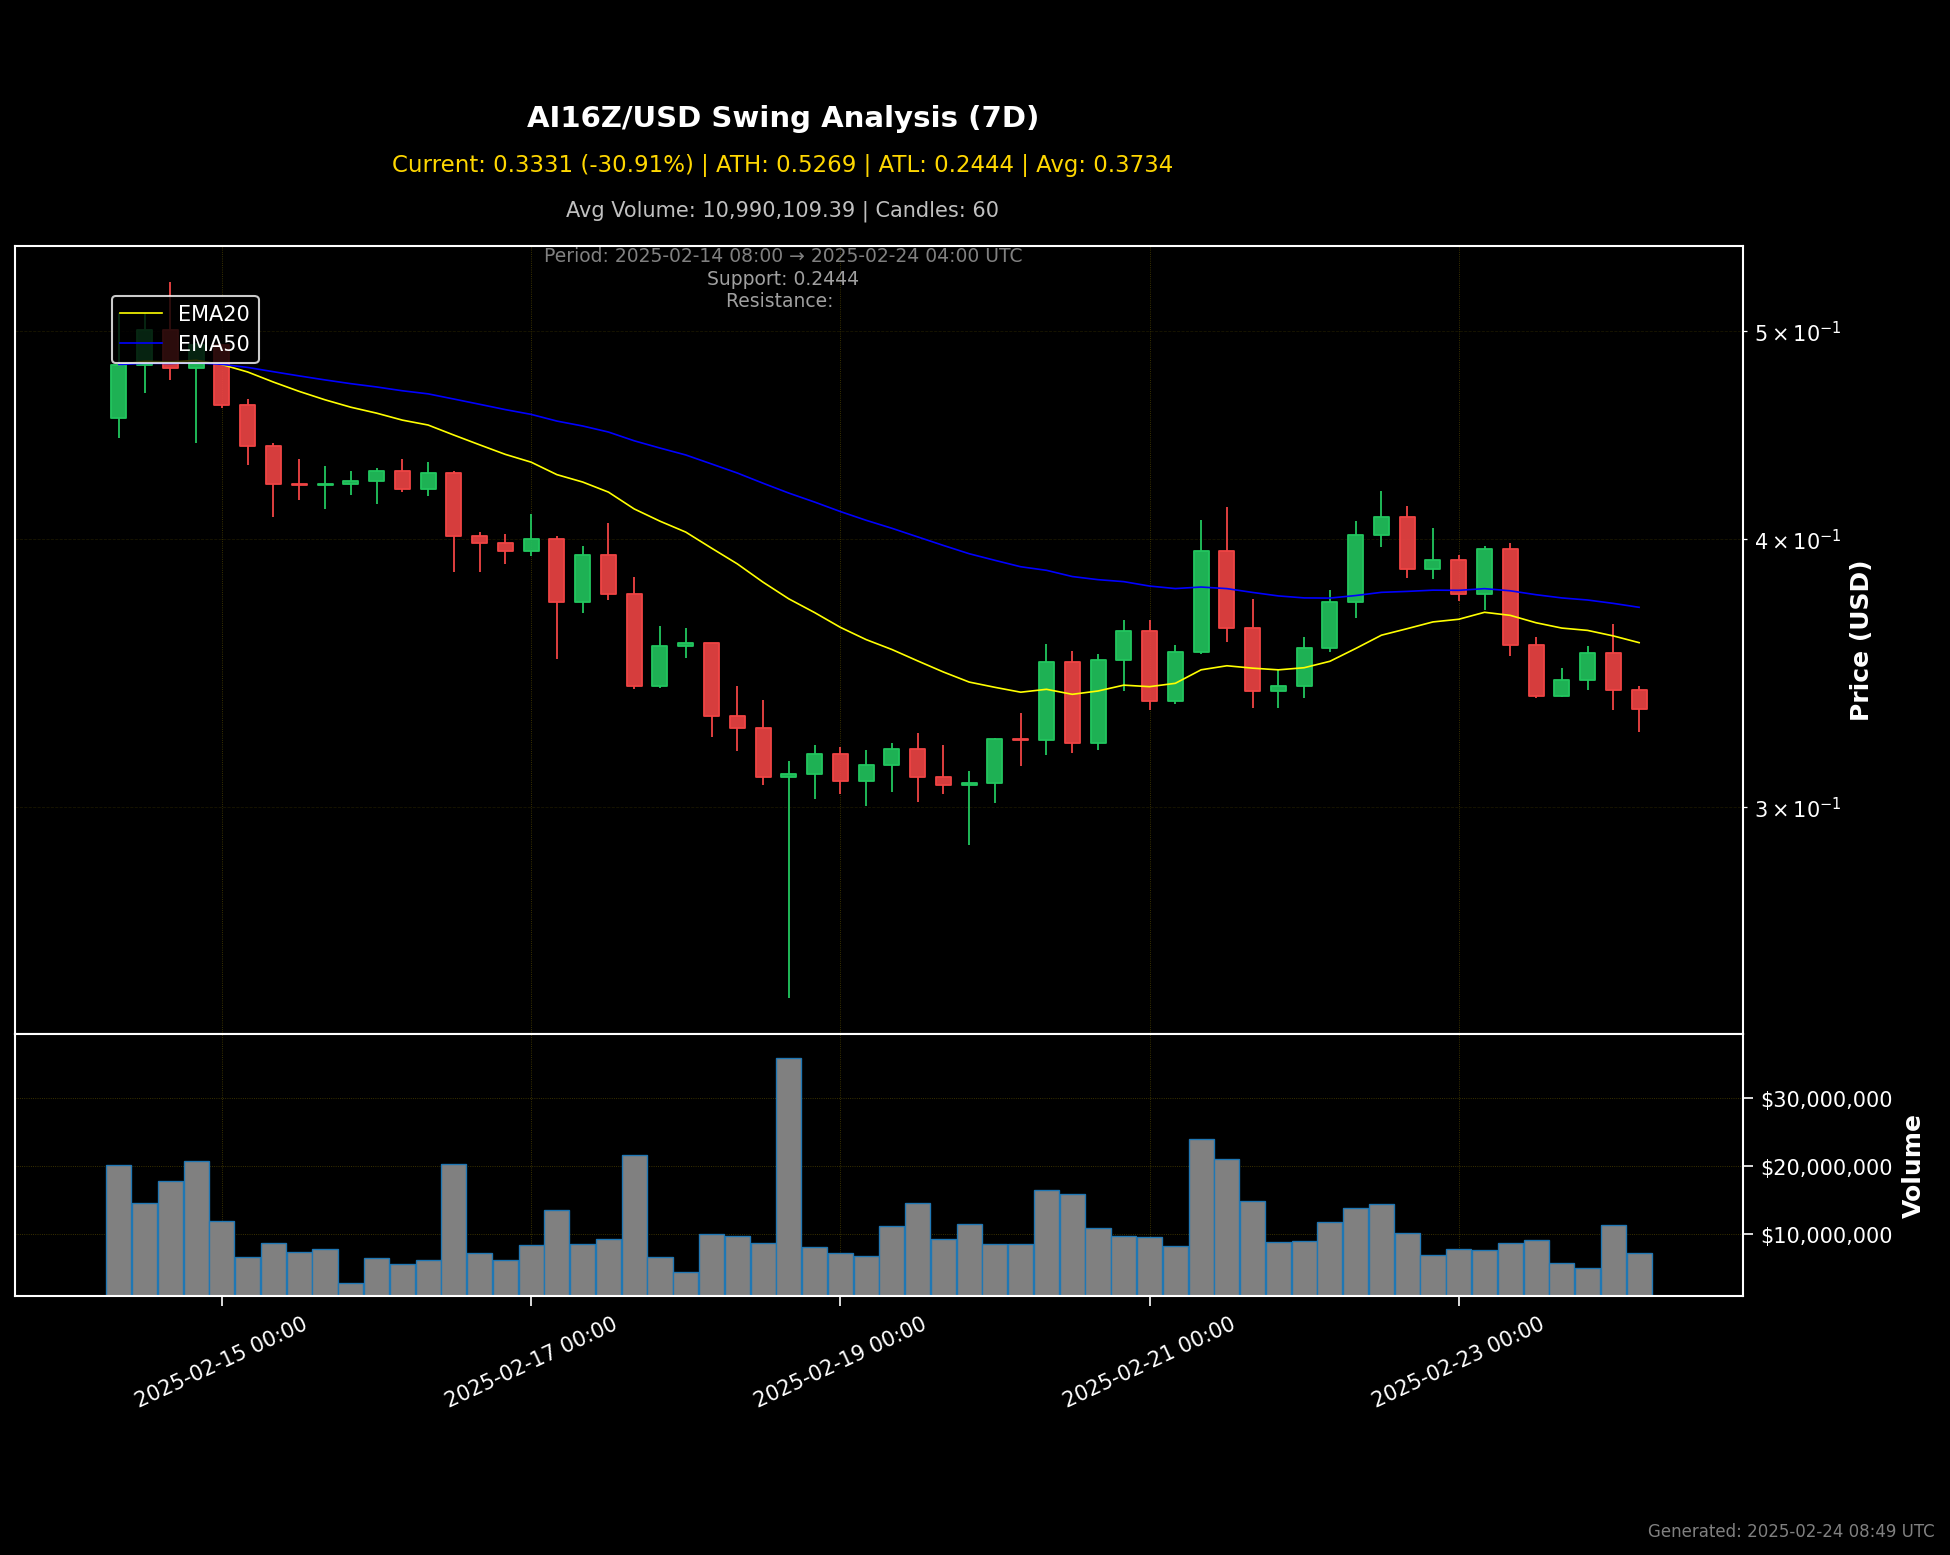 AI16Z/USD Swing Analysis (7D)
Current: 0.3331 (-30.91%) | ATH: 0.5269 | ATL: 0.2444 | Avg: 0.3734
Avg Volume: 10,990,109.39 | Candles: 60
Period: 2025-02-14 08:00 → 2025-02-24 04:00 UTC
Support: 0.2444
Resistance:
EMA20
EMA50
5 × 10⁻¹
4 × 10⁻¹
3 × 10⁻¹
Price (USD)
$30,000,000
$20,000,000
$10,000,000
Volume
2025-02-15 00:00
2025-02-17 00:00
2025-02-19 00:00
2025-02-21 00:00
2025-02-23 00:00
Generated: 2025-02-24 08:49 UTC